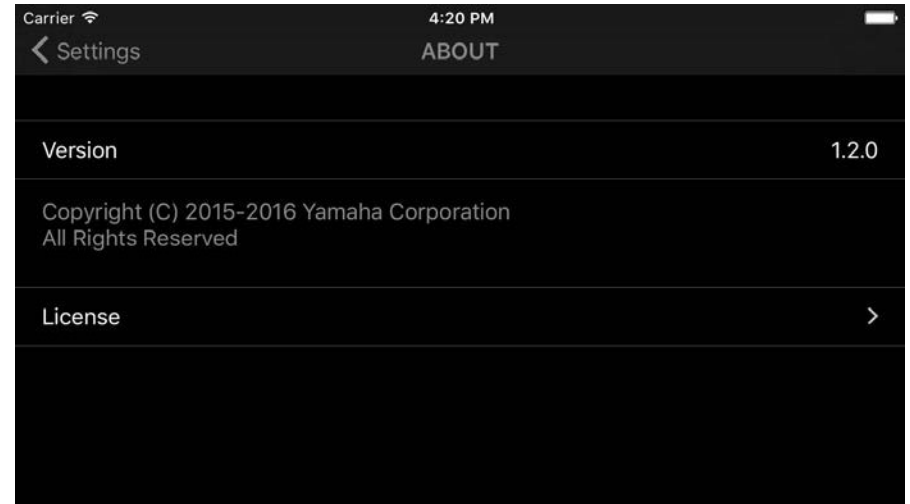 Carrier
4:20 PM
Settings
ABOUT
Version
1.2.0
Copyright (C) 2015-2016 Yamaha Corporation
All Rights Reserved
License